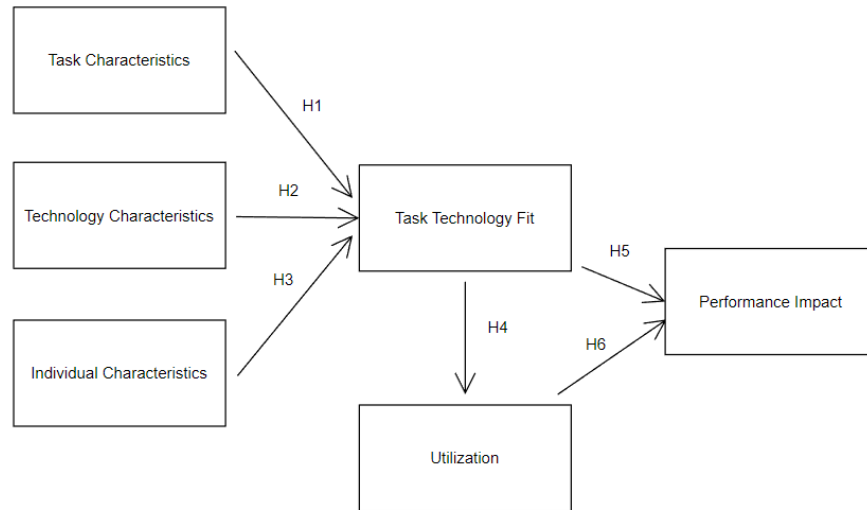 Task Characteristics
H1
Technology Characteristics
H2
Task Technology Fit
H3
H5
Performance Impact
H4
H6
Individual Characteristics
Utilization